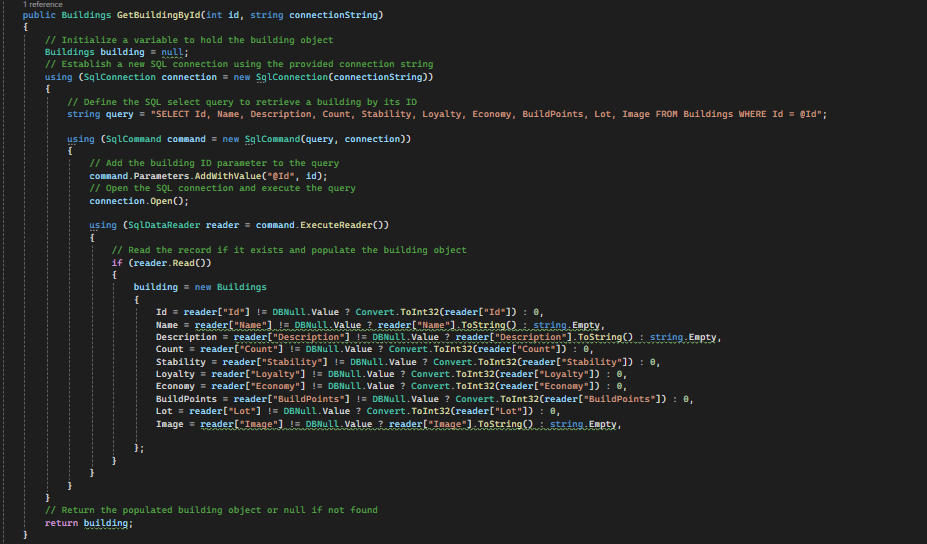 1 reference
public Buildings GetBuildingById(int id, string connectionString)
{
// Initialize a variable to hold the building object
Buildings building = null;
// Establish a new SQL connection using the provided connection string
using (SqlConnection connection = new SqlConnection(connectionString))
{
// Define the SQL select query to retrieve a building by its ID
string query = "SELECT Id, Name, Description, Count, Stability, Loyalty, Economy, BuildPoints, Lot, Image FROM Buildings WHERE Id = @Id";
using (SqlCommand command = new SqlCommand(query, connection))
{
// Add the building ID parameter to the query
command.Parameters.AddWithValue("@Id", id);
// Open the SQL connection and execute the query
connection.Open();
using (SqlDataReader reader = command.ExecuteReader())
{
// Read the record if it exists and populate the building object
if (reader.Read())
{
building = new Buildings
{
Id = reader["Id"] != DBNull.Value ? Convert.ToInt32(reader["Id"]) : 0,
Name = reader["Name"] != DBNull.Value ? reader["Name"].ToString() : string.Empty,
Description = reader["Description"] != DBNull.Value ? reader["Description"].ToString() : string.Empty,
Count = reader["Count"] != DBNull.Value ? Convert.ToInt32(reader["Count"]) : 0,
Stability = reader["Stability"] != DBNull.Value ? Convert.ToInt32(reader["Stability"]) : 0,
Loyalty = reader["Loyalty"] != DBNull.Value ? Convert.ToInt32(reader["Loyalty"]) : 0,
Economy = reader["Economy"] != DBNull.Value ? Convert.ToInt32(reader["Economy"]) : 0,
BuildPoints = reader["BuildPoints"] != DBNull.Value ? Convert.ToInt32(reader["BuildPoints"]) : 0,
Lot = reader["Lot"] != DBNull.Value ? Convert.ToInt32(reader["Lot"]) : 0,
Image = reader["Image"] != DBNull.Value ? reader["Image"].ToString() : string.Empty,
};
}
}
}
}
// Return the populated building object or null if not found
return building;
}